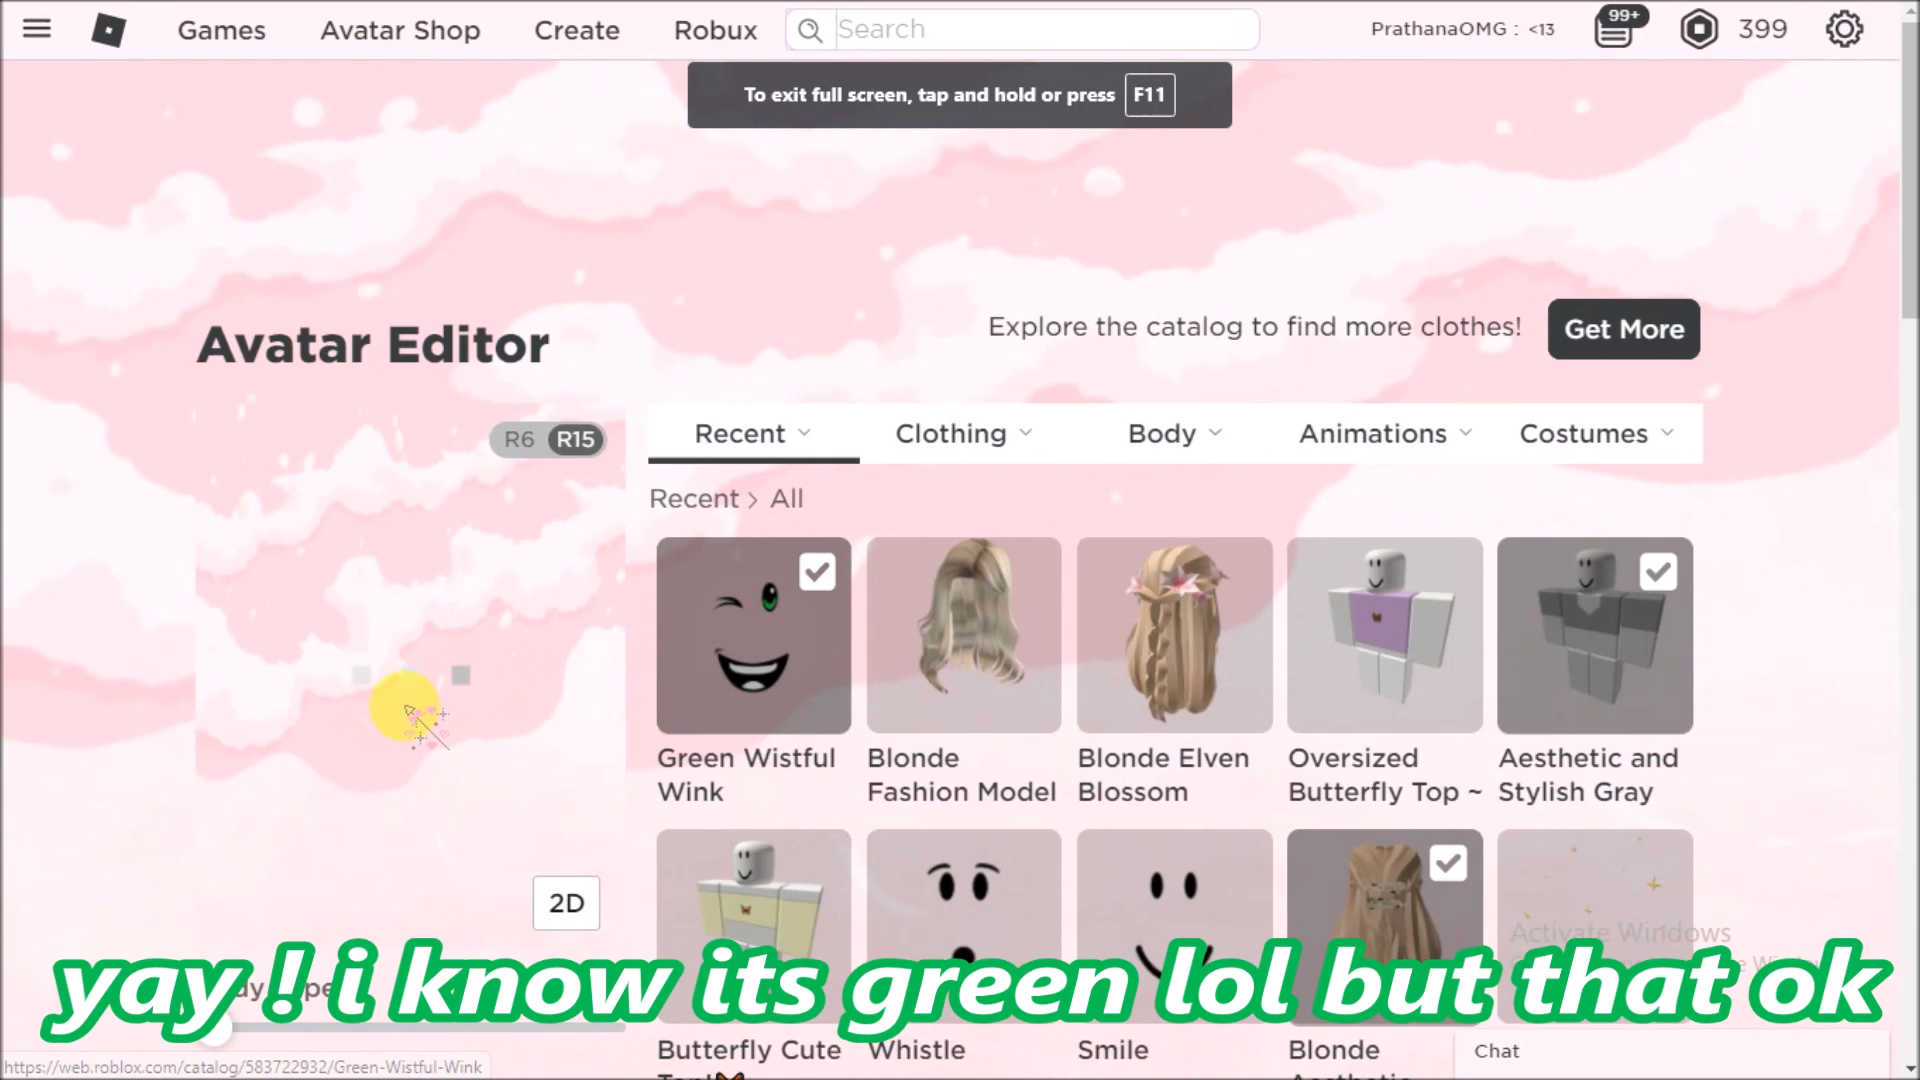 Games Avatar Shop Create Robux Search PrathanaOMG : <13 99+ 399
To exit full screen, tap and hold or press F11
Avatar Editor
Explore the catalog to find more clothes! Get More
R6 R15
Recent Clothing Body Animations Costumes
Recent > All
Green Wistful Wink
Blonde Fashion Model
Blonde Elven Blossom
Oversized Butterfly Top ~
Aesthetic and Stylish Gray
2D
Activate Windows
yay ! i know its green lol but that ok
Butterfly Cute
Whistle
Smile
Blonde
Chat
https://web.roblox.com/catalog/583722932/Green-Wistful-Wink